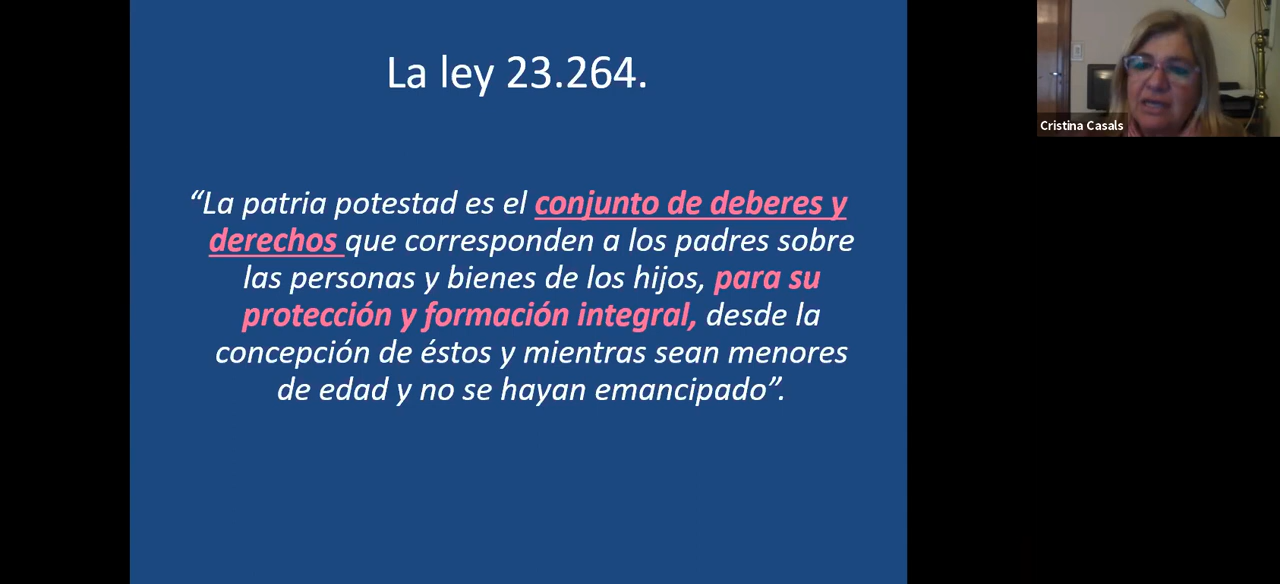 La ley 23.264.
“La patria potestad es el conjunto de deberes y
derechos que corresponden a los padres sobre
las personas y bienes de los hijos, para su
protección y formación integral, desde la
concepción de éstos y mientras sean menores
de edad y no se hayan emancipado”.
Cristina Casals